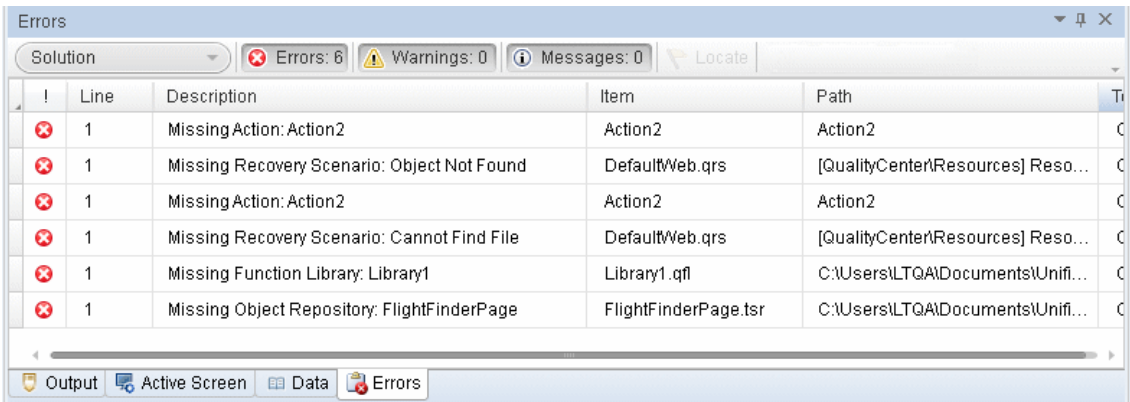 Errors
Solution Errors: 6 Warnings: 0 Messages: 0 Locate
! Line Description Item Path
1 Missing Action: Action2 Action2 Action2
1 Missing Recovery Scenario: Object Not Found DefaultWeb.qrs [QualityCenter\Resources] Reso...
1 Missing Action: Action2 Action2 Action2
1 Missing Recovery Scenario: Cannot Find File DefaultWeb.qrs [QualityCenter\Resources] Reso...
1 Missing Function Library: Library1 Library1.qfl C:\Users\LTQA\Documents\Unifi...
1 Missing Object Repository: FlightFinderPage FlightFinderPage.tsr C:\Users\LTQA\Documents\Unifi...
Output Active Screen Data Errors